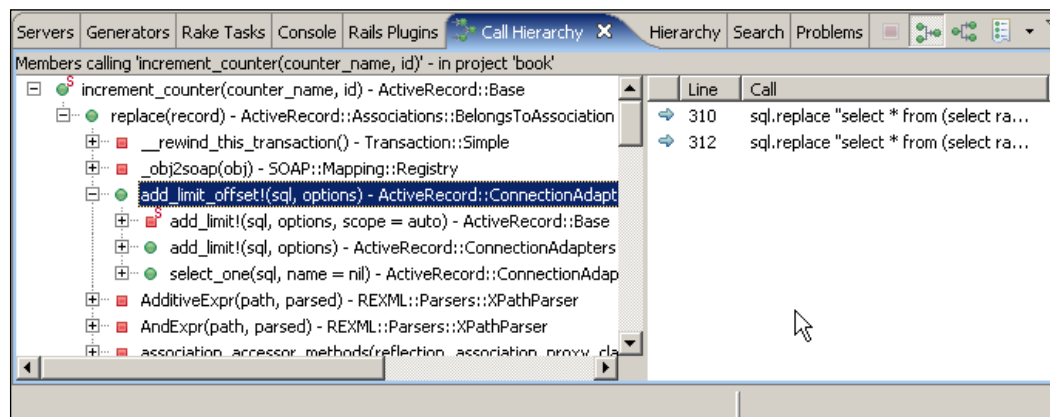 Servers Generators Rake Tasks Console Rails Plugins Call Hierarchy Hierarchy Search Problems
Members calling 'increment_counter(counter_name, id)' - in project 'book'
increment_counter(counter_name, id) - ActiveRecord::Base
replace(record) - ActiveRecord::Associations::BelongsToAssociation
__rewind_this_transaction() - Transaction::Simple
_obj2soap(obj) - SOAP::Mapping::Registry
add_limit_offset!(sql, options) - ActiveRecord::ConnectionAdapt
add_limit!(sql, options, scope = auto) - ActiveRecord::Base
add_limit!(sql, options) - ActiveRecord::ConnectionAdapters
select_one(sql, name = nil) - ActiveRecord::ConnectionAdap
AdditiveExpr(path, parsed) - REXML::Parsers::XPathParser
AndExpr(path, parsed) - REXML::Parsers::XPathParser
association_accessor_methods(reflection, association_proxy_cla
Line Call
310 sql.replace "select * from (select ra...
312 sql.replace "select * from (select ra...